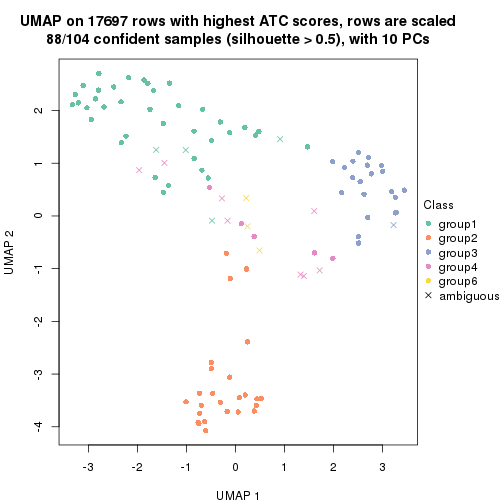 UMAP on 17697 rows with highest ATC scores, rows are scaled
88/104 confident samples (silhouette > 0.5), with 10 PCs
UMAP 2
2
1
0
-1
-2
-3
-4
-3
-2
-1
0
1
2
3
UMAP 1
Class
group1
group2
group3
group4
group6
ambiguous